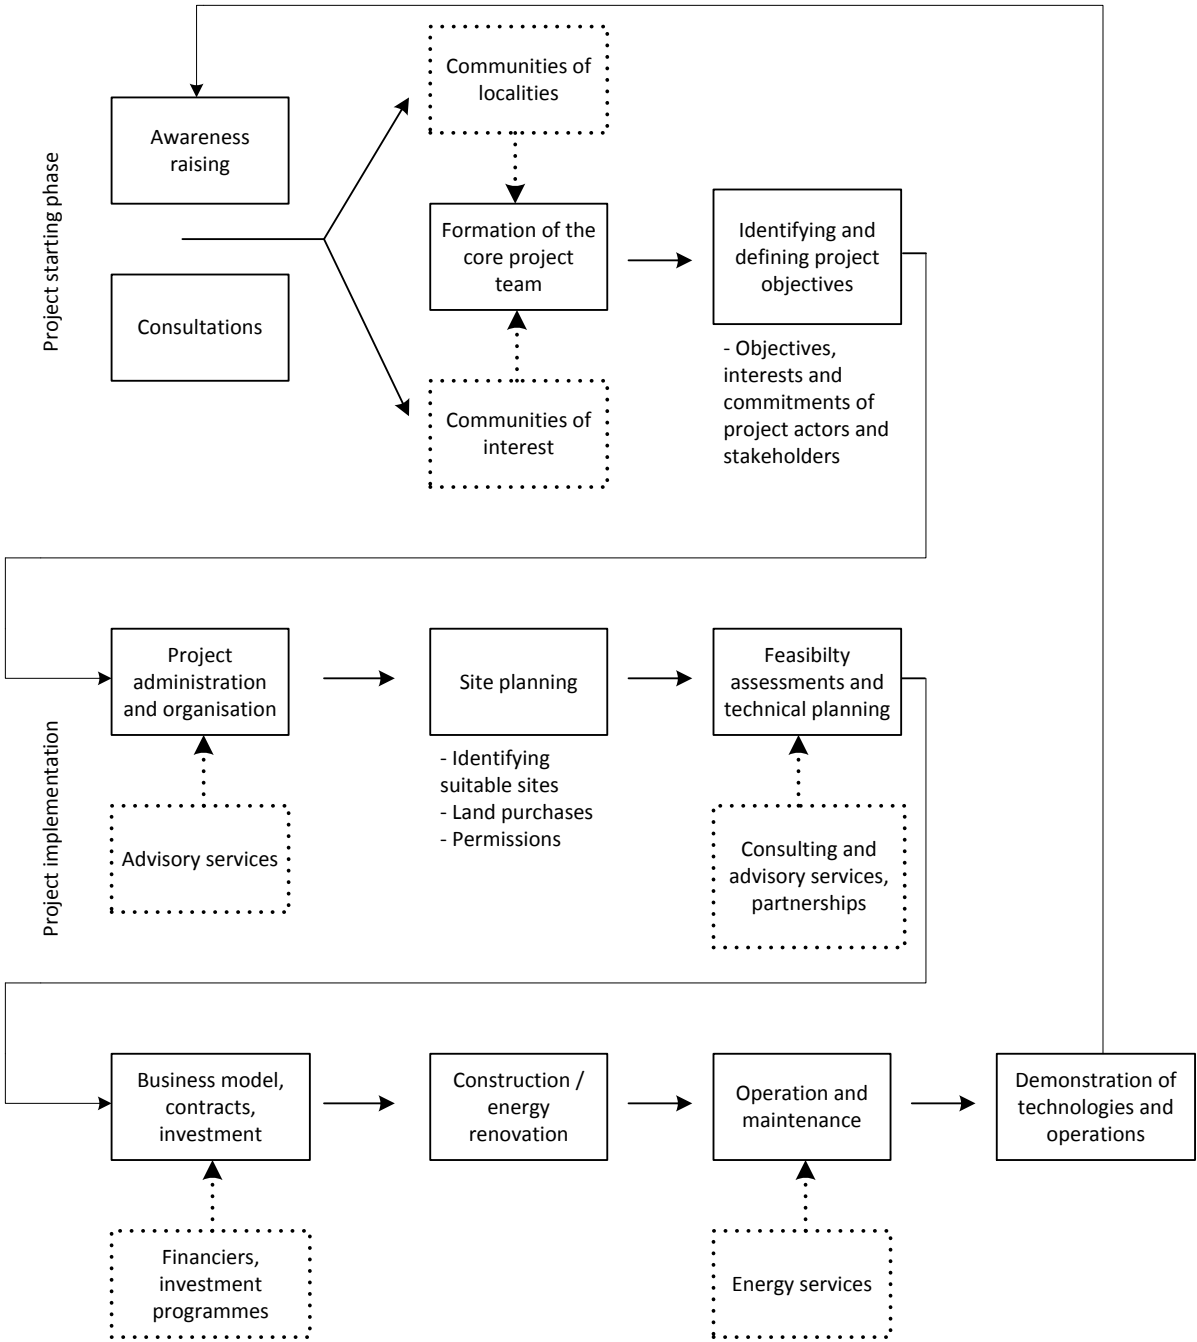 Project starting phase
Awareness
raising
Consultations
Communities of
localities
Formation of the
core project
team
Communities of
interest
Identifying and
defining project
objectives
- Objectives,
interests and
commitments of
project actors and
stakeholders
Project implementation
Project
administration
and organisation
Advisory services
Site planning
- Identifying
suitable sites
- Land purchases
- Permissions
Feasibilty
assessments and
technical planning
Consulting and
advisory services,
partnerships
Business model,
contracts,
investment
Financiers,
investment
programmes
Construction /
energy
renovation
Operation and
maintenance
Energy services
Demonstration of
technologies and
operations